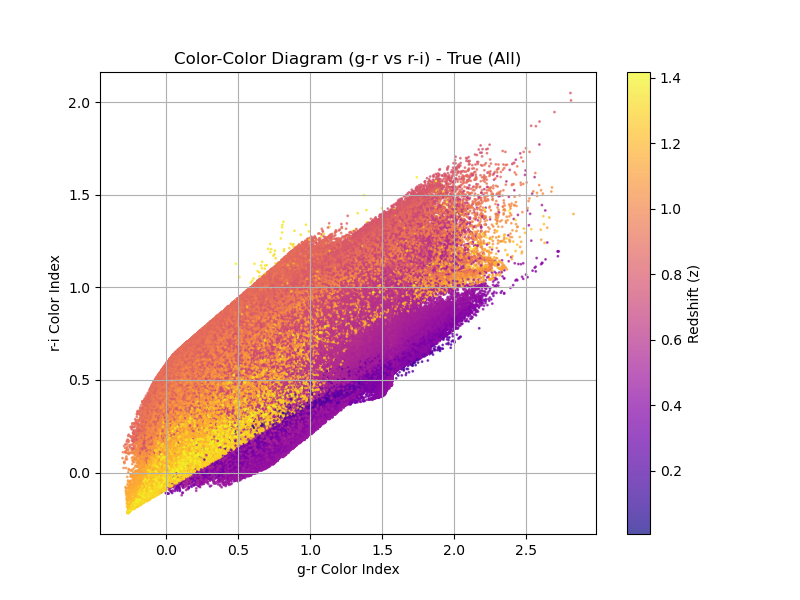 Color-Color Diagram (g-r vs r-i) - True (All)
r-i Color Index
2.0
1.5
1.0
0.5
0.0
0.0 0.5 1.0 1.5 2.0 2.5
g-r Color Index
1.4
1.2
1.0
0.8
0.6
0.4
0.2
Redshift (z)